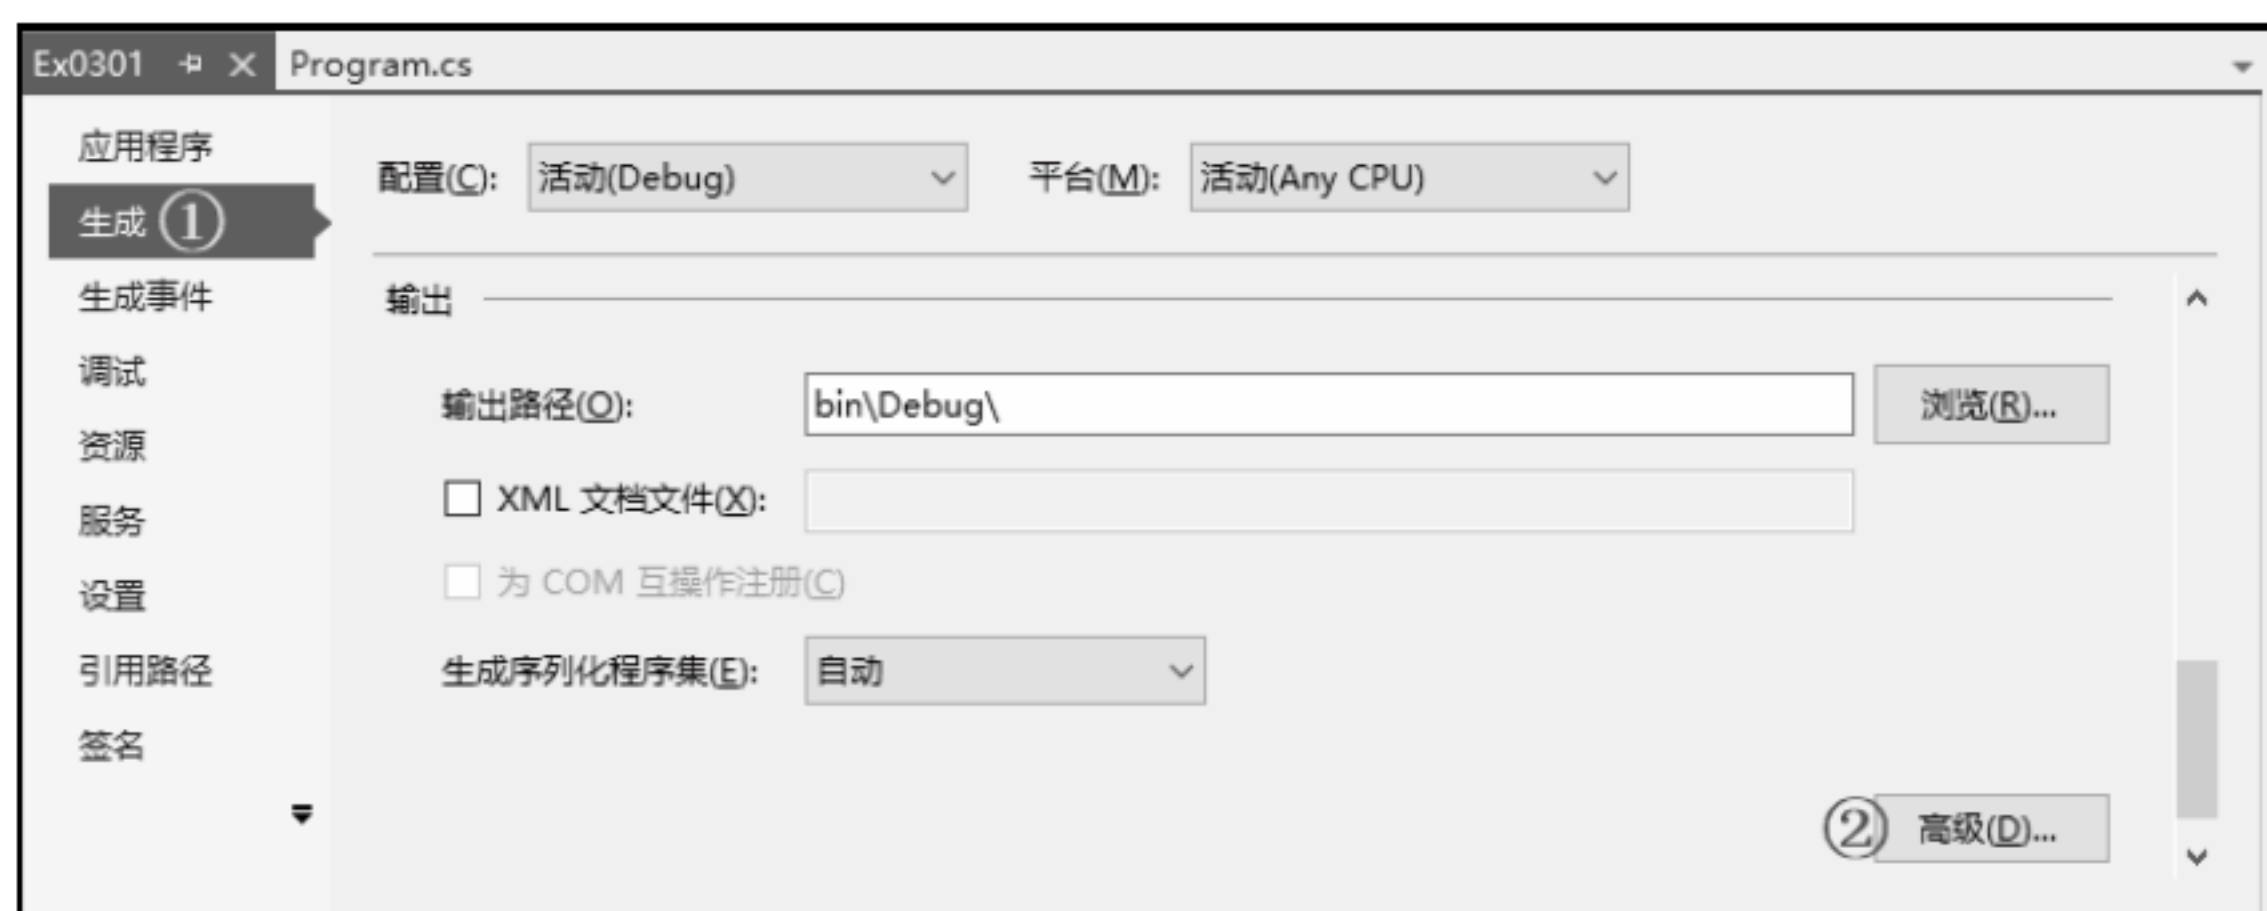 Ex0301 Program.cs
应用程序
生成 ①
生成事件
调试
资源
服务
设置
引用路径
签名
配置(C): 活动(Debug) 平台(M): 活动(Any CPU)
输出
输出路径(O): bin\Debug\ 浏览(R)...
XML 文档文件(X):
为 COM 互操作注册(C)
生成序列化程序集(E): 自动
② 高级(D)...